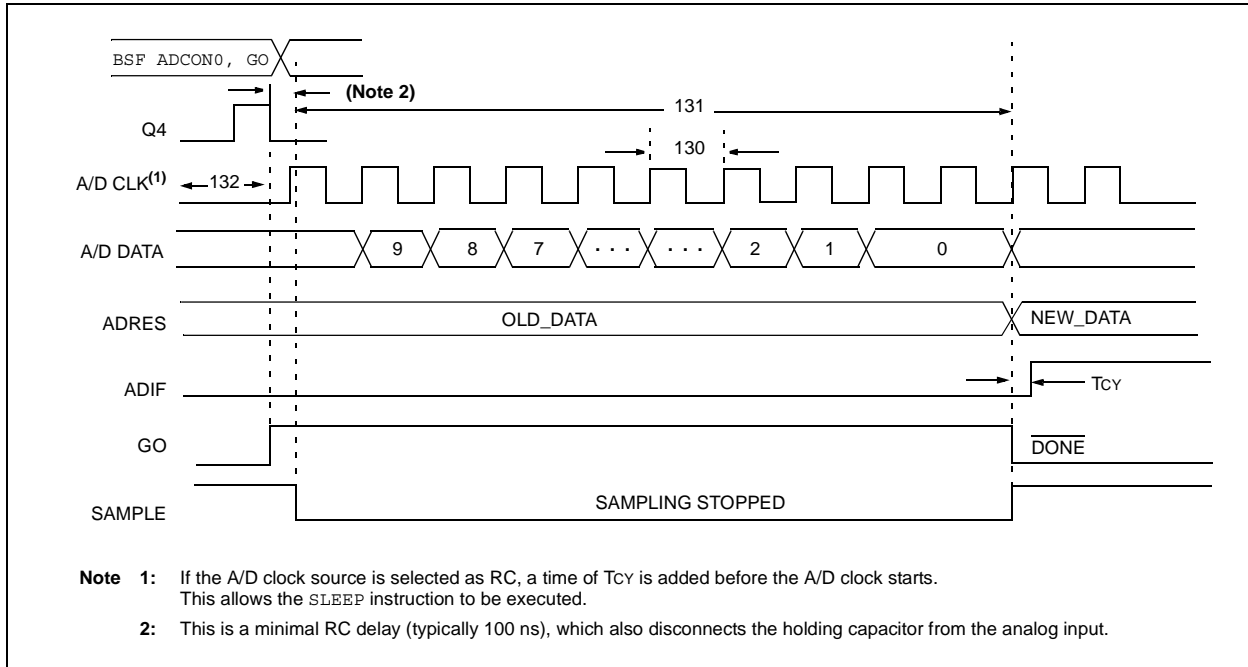 BSF ADCON0, GO
(Note 2)
131
Q4
130
A/D CLK(1)
132
A/D DATA
9 8 7 . . . . . . 2 1 0
ADRES
OLD_DATA
NEW_DATA
ADIF
TCY
GO
DONE
SAMPLE
SAMPLING STOPPED
Note 1: If the A/D clock source is selected as RC, a time of TCY is added before the A/D clock starts.
This allows the SLEEP instruction to be executed.
2: This is a minimal RC delay (typically 100 ns), which also disconnects the holding capacitor from the analog input.